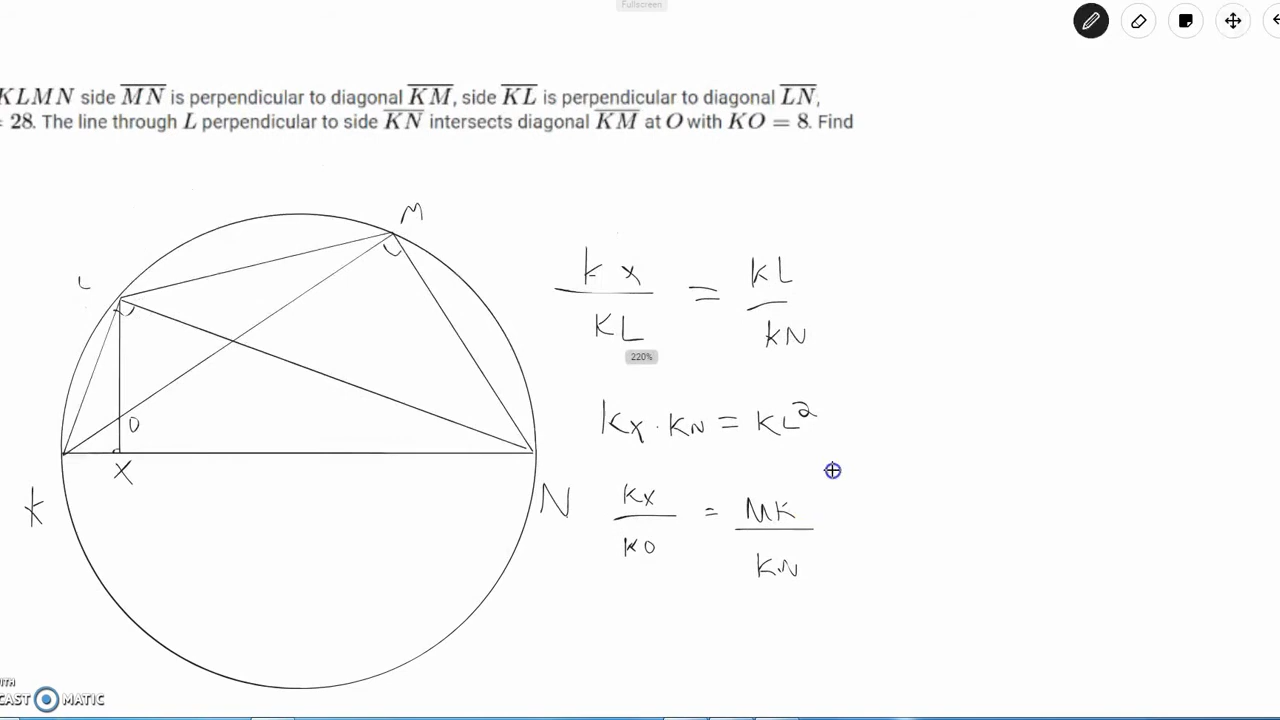 Fullscreen
KLMN side MN is perpendicular to diagonal KM, side KL is perpendicular to diagonal LN,
= 28. The line through L perpendicular to side KN intersects diagonal KM at O with KO = 8. Find
M
L
O
X
K
N
KX / KL = KL / KN
220%
KX · KN = KL²
KX / KO = MK / KN
WITH
CAST MATIC